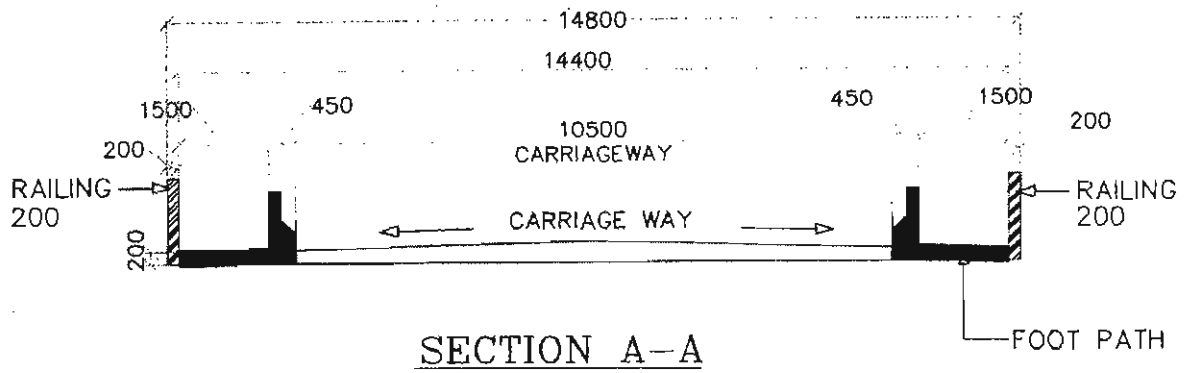 14800
14400
1500
450
450
1500
10500
CARRIAGEWAY
200
200
RAILING
200
CARRIAGE WAY
RAILING
200
200
FOOT PATH
SECTION A-A